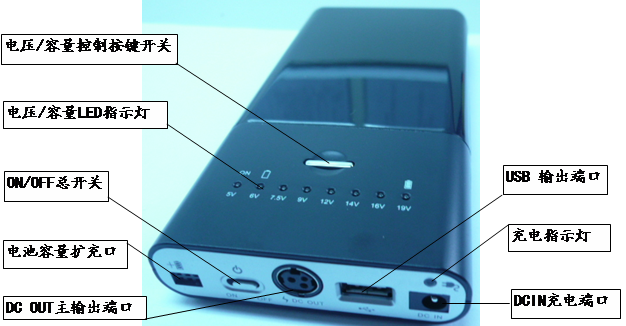 电压/容量控制按键开关
电压/容量LED指示灯
ON/OFF总开关
电池容量扩充口
DC OUT主输出端口
USB 输出端口
充电指示灯
DCIN充电端口
ON
5V 6V 7.5V 9V 12V 14V 16V 19V
ON
DC OUT
DC IN